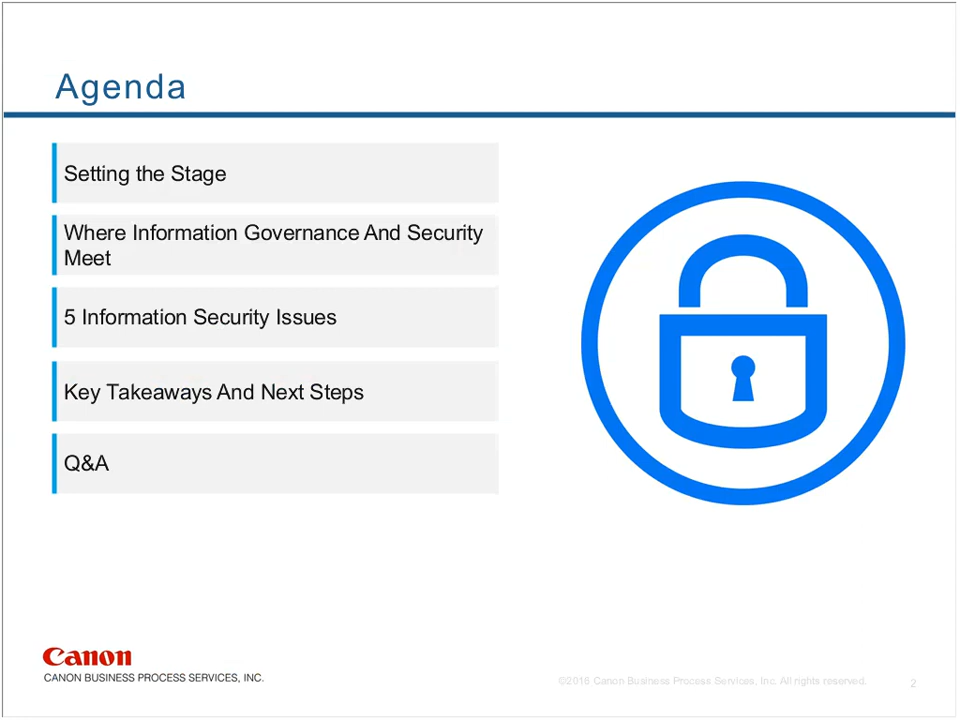 Agenda
Setting the Stage
Where Information Governance And Security
Meet
5 Information Security Issues
Key Takeaways And Next Steps
Q&A
Canon
CANON BUSINESS PROCESS SERVICES, INC.
©2016 Canon Business Process Services, Inc. All rights reserved.
2